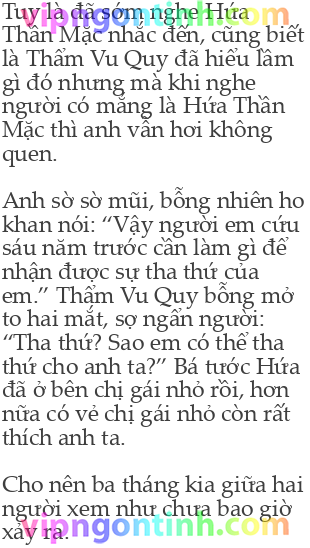 Tuy là đã sớm nghe Hứa
vipngontinh.com
Thần Mặc nhắc đến, cũng biết
là Thẩm Vu Quy đã hiểu lầm
gì đó nhưng mà khi nghe
người có mắng là Hứa Thần
Mặc thì anh vẫn hơi không
quen.
Anh sờ sờ mũi, bỗng nhiên ho
khan nói: “Vậy người em cứu
sáu năm trước cần làm gì để
nhận được sự tha thứ của
em.” Thẩm Vu Quy bỗng mở
to hai mắt, sợ ngẩn người:
“Tha thứ? Sao em có thể tha
thứ cho anh ta?” Bá tước Hứa
đã ở bên chị gái nhỏ rồi, hơn
nữa có vẻ chị gái nhỏ còn rất
thích anh ta.
Cho nên ba tháng kia giữa hai
người xem như chưa bao giờ
xảy ra.
vipngontinh.com